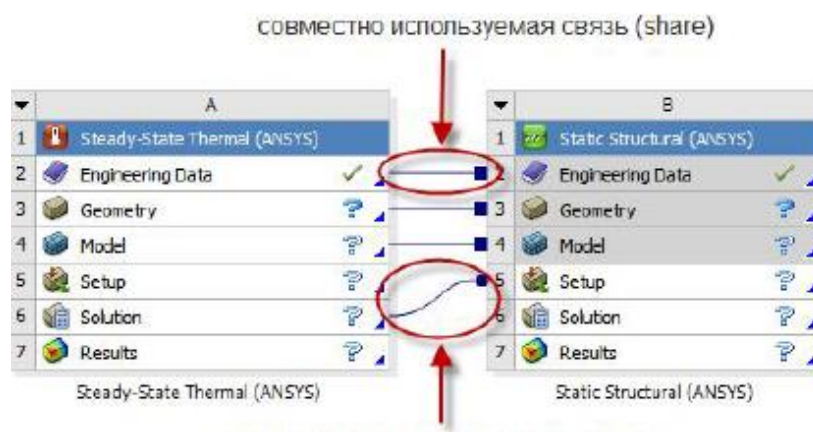 совместно используемая связь (share)
A
1 Steady-State Thermal (ANSYS)
2 Engineering Data
3 Geometry
4 Model
5 Setup
6 Solution
7 Results
Steady-State Thermal (ANSYS)
B
1 Static Structural (ANSYS)
2 Engineering Data
3 Geometry
4 Model
5 Setup
6 Solution
7 Results
Static Structural (ANSYS)